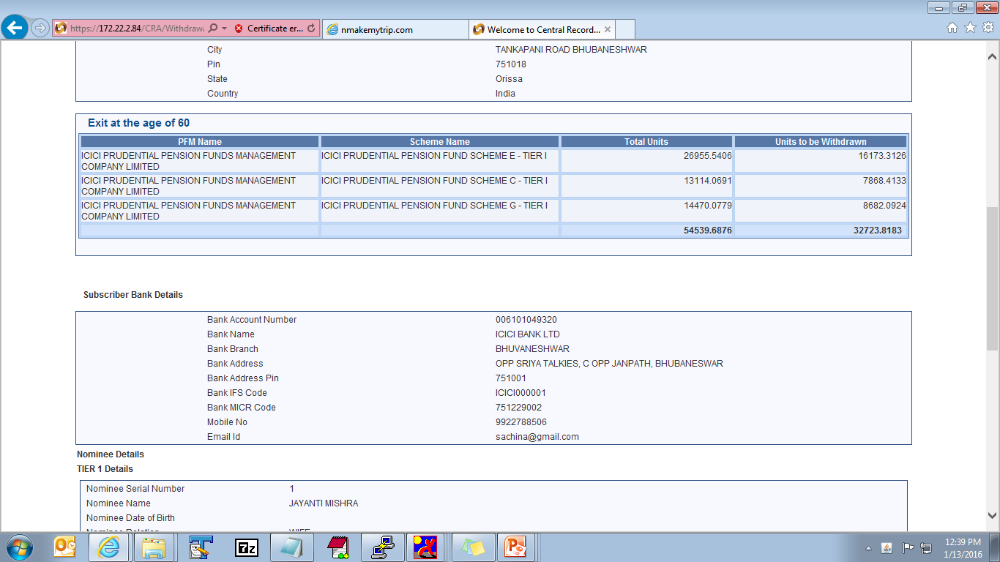 https://172.22.2.84/CRA/Withdraw Certificate er... nmakemytrip.com Welcome to Central Record...
City TANKAPANI ROAD BHUBANESHWAR
Pin 751018
State Orissa
Country India
Exit at the age of 60
PFM Name Scheme Name Total Units Units to be Withdrawn
ICICI PRUDENTIAL PENSION FUNDS MANAGEMENT ICICI PRUDENTIAL PENSION FUND SCHEME E - TIER I 26955.5406 16173.3126
COMPANY LIMITED
ICICI PRUDENTIAL PENSION FUNDS MANAGEMENT ICICI PRUDENTIAL PENSION FUND SCHEME C - TIER I 13114.0691 7868.4133
COMPANY LIMITED
ICICI PRUDENTIAL PENSION FUNDS MANAGEMENT ICICI PRUDENTIAL PENSION FUND SCHEME G - TIER I 14470.0779 8682.0924
COMPANY LIMITED
54539.6876 32723.8183
Subscriber Bank Details
Bank Account Number 006101049320
Bank Name ICICI BANK LTD
Bank Branch BHUVANESHWAR
Bank Address OPP SRIYA TALKIES, C OPP JANPATH, BHUBANESWAR
Bank Address Pin 751001
Bank IFS Code ICICI000001
Bank MICR Code 751229002
Mobile No 9922788506
Email Id sachina@gmail.com
Nominee Details
TIER 1 Details
Nominee Serial Number 1
Nominee Name JAYANTI MISHRA
Nominee Date of Birth
Nominee Relation WIFE
7z
12:39 PM
1/13/2016